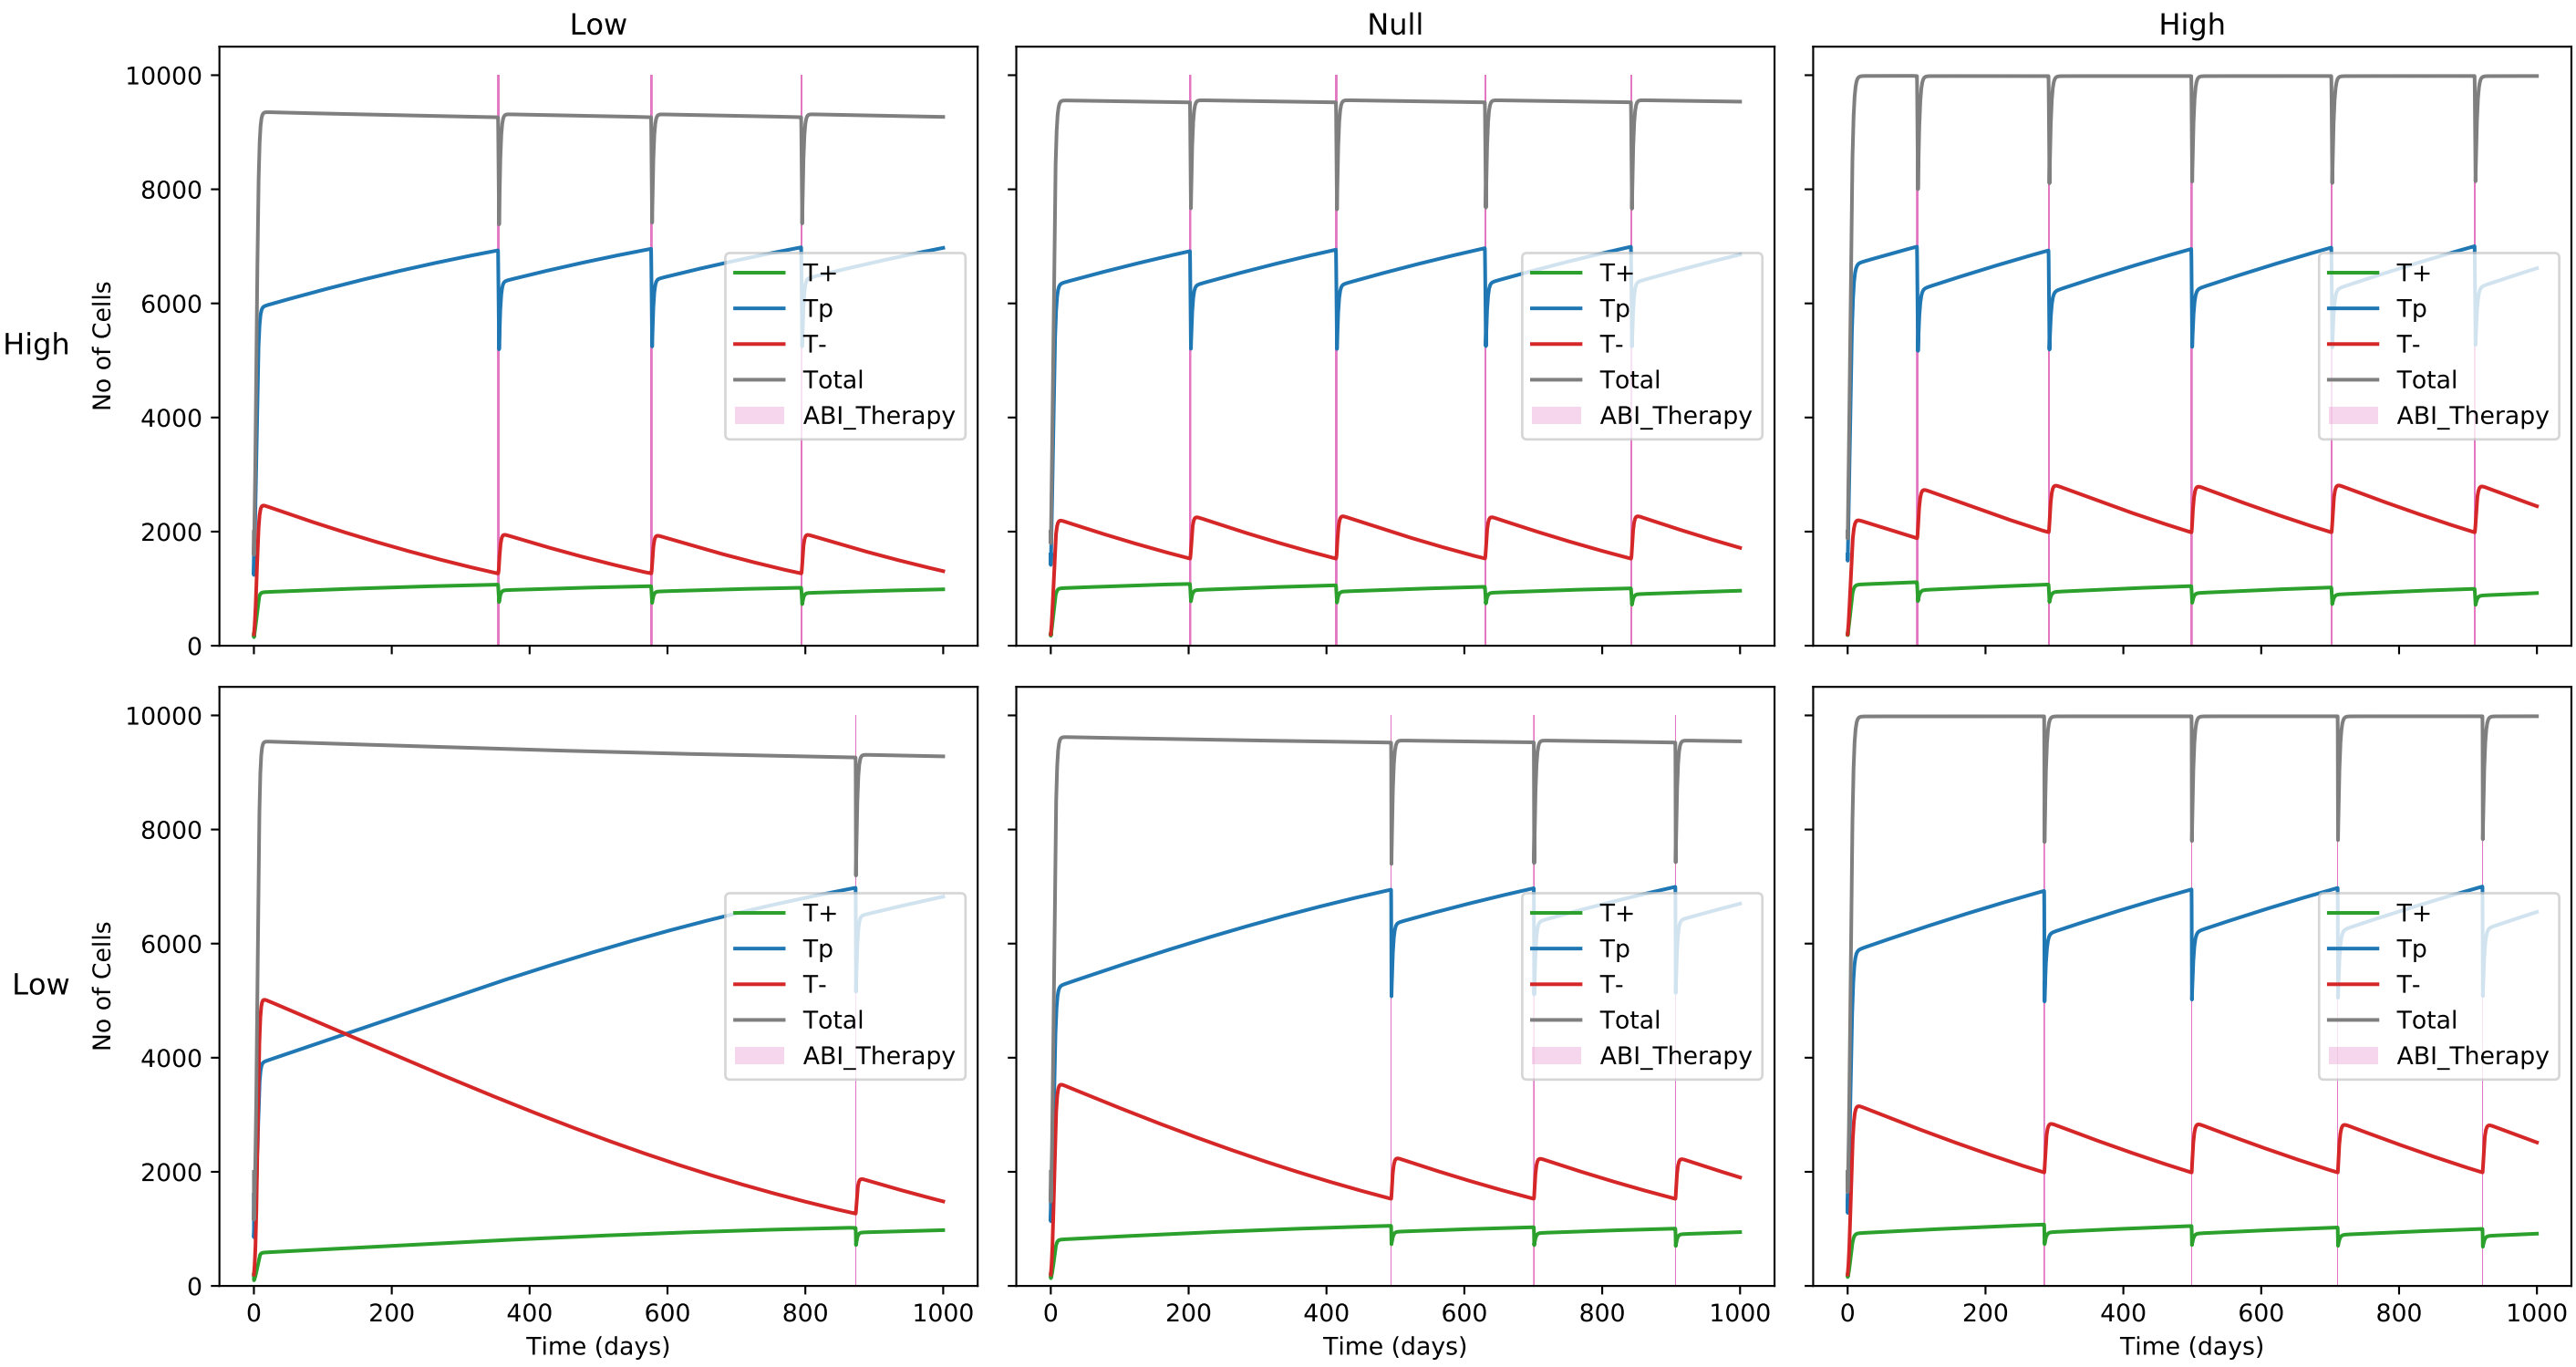 Low Null High
10000
8000
6000
4000
2000
0
High
No of Cells
T+
Tp
T-
Total
ABI_Therapy
T+
Tp
T-
Total
ABI_Therapy
T+
Tp
T-
Total
ABI_Therapy
10000
8000
6000
4000
2000
0
Low
No of Cells
T+
Tp
T-
Total
ABI_Therapy
T+
Tp
T-
Total
ABI_Therapy
T+
Tp
T-
Total
ABI_Therapy
0 200 400 600 800 1000
0 200 400 600 800 1000
0 200 400 600 800 1000
Time (days)
Time (days)
Time (days)